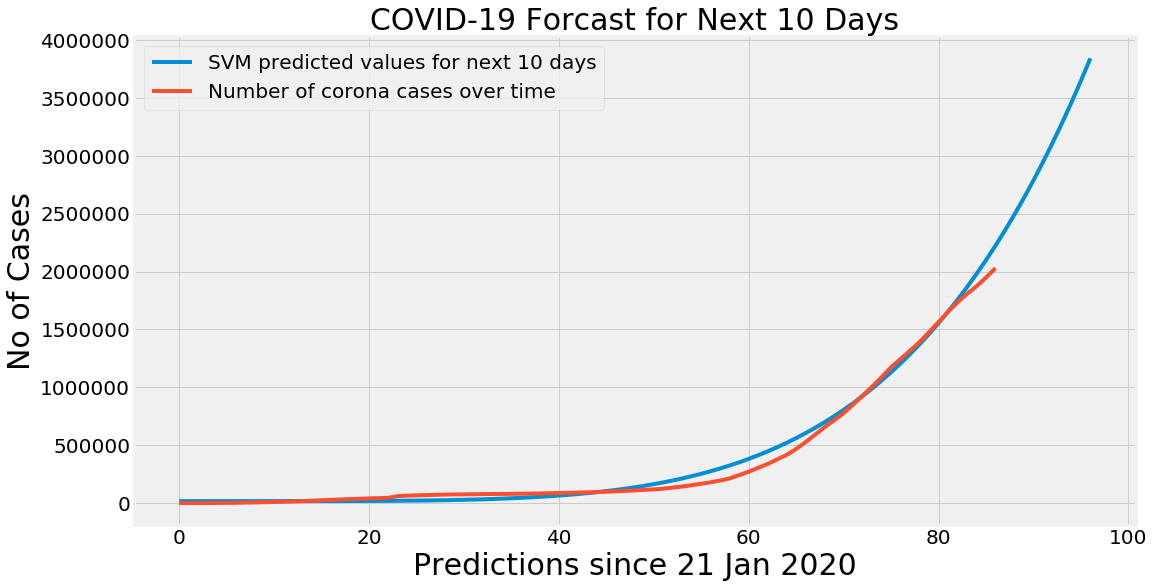 COVID-19 Forcast for Next 10 Days
4000000
3500000
3000000
2500000
2000000
1500000
1000000
500000
0
No of Cases
SVM predicted values for next 10 days
Number of corona cases over time
0 20 40 60 80 100
Predictions since 21 Jan 2020